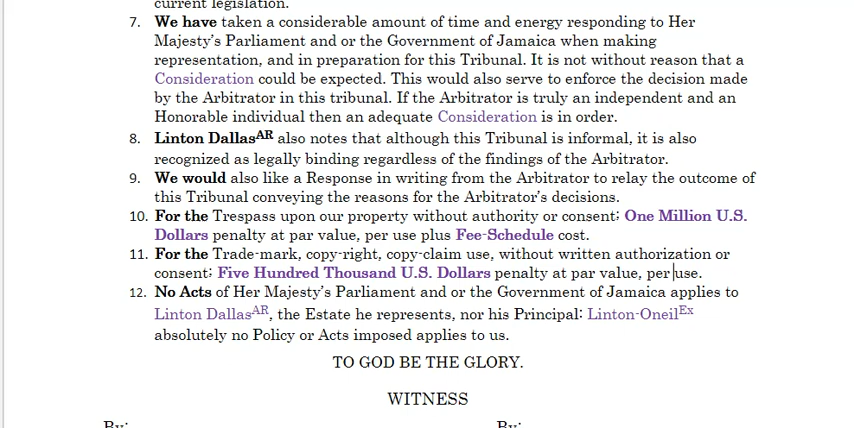 current legislation.
7. We have taken a considerable amount of time and energy responding to Her
Majesty's Parliament and or the Government of Jamaica when making
representation, and in preparation for this Tribunal. It is not without reason that a
Consideration could be expected. This would also serve to enforce the decision made
by the Arbitrator in this tribunal. If the Arbitrator is truly an independent and an
Honorable individual then an adequate Consideration is in order.
8. Linton Dallas^AR also notes that although this Tribunal is informal, it is also
recognized as legally binding regardless of the findings of the Arbitrator.
9. We would also like a Response in writing from the Arbitrator to relay the outcome of
this Tribunal conveying the reasons for the Arbitrator's decisions.
10. For the Trespass upon our property without authority or consent; One Million U.S.
Dollars penalty at par value, per use plus Fee-Schedule cost.
11. For the Trade-mark, copy-right, copy-claim use, without written authorization or
consent; Five Hundred Thousand U.S. Dollars penalty at par value, per use.
12. No Acts of Her Majesty's Parliament and or the Government of Jamaica applies to
Linton Dallas^AR, the Estate he represents, nor his Principal: Linton-Oneil^Ex
absolutely no Policy or Acts imposed applies to us.
TO GOD BE THE GLORY.
WITNESS
By: By: